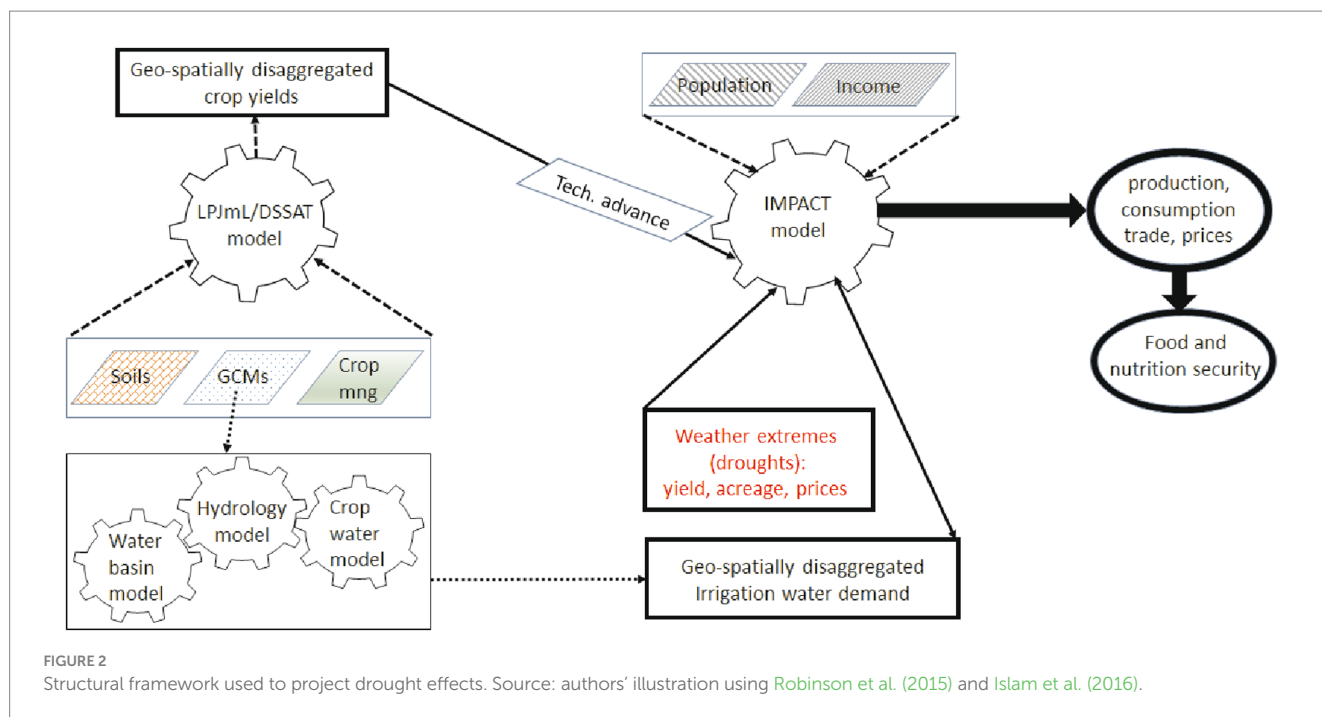 Geo-spatially disaggregated
crop yields
Population
Income
Tech. advance
LPJmL/DSSAT
model
IMPACT
model
production,
consumption
trade, prices
Food and
nutrition security
Soils
GCMs
Crop
mng
Weather extremes
(droughts):
yield, acreage, prices
Hydrology
model
Crop
water
model
Water
basin
model
Geo-spatially disaggregated
Irrigation water demand
FIGURE 2
Structural framework used to project drought effects. Source: authors’ illustration using Robinson et al. (2015) and Islam et al. (2016).